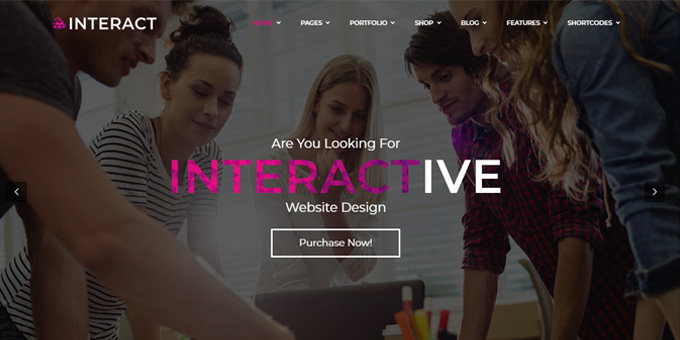 INTERACT
HOME PAGES PORTFOLIO SHOP BLOG FEATURES SHORTCODES
Are You Looking For
INTERACTIVE
Website Design
Purchase Now!